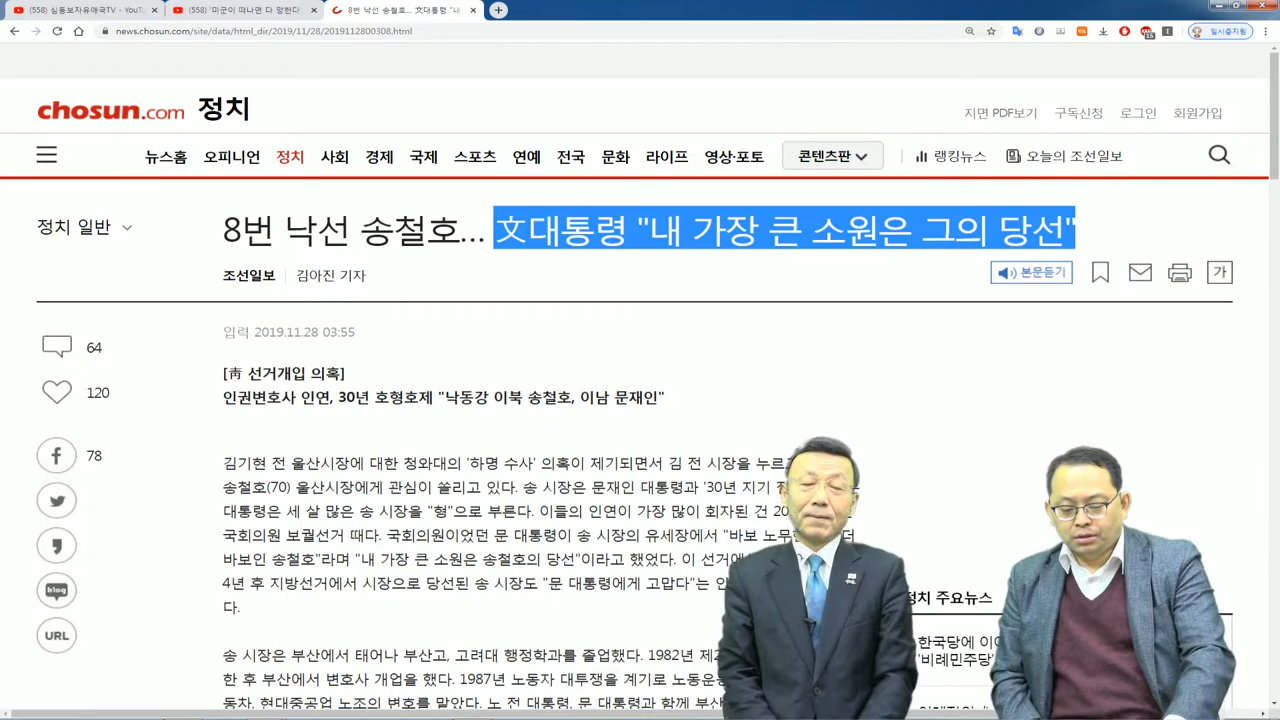 (558) 심동보자유애국TV - YouTu
(558) '미군이 떠나면 다 망한다
8번 낙선 송철호... 文대통령 "내
news.chosun.com/site/data/html_dir/2019/11/28/2019112800308.html
일시중지됨
chosun.com 정치
지면 PDF보기 구독신청 로그인 회원가입
뉴스홈 오피니언 정치 사회 경제 국제 스포츠 연예 전국 문화 라이프 영상·포토 콘텐츠판 랭킹뉴스 오늘의 조선일보
정치 일반
8번 낙선 송철호... 文대통령 "내 가장 큰 소원은 그의 당선"
조선일보 김아진 기자
본문듣기
가
입력 2019.11.28 03:55
64
120
78
blog
URL
[靑 선거개입 의혹]
인권변호사 인연, 30년 호형호제 "낙동강 이북 송철호, 이남 문재인"
김기현 전 울산시장에 대한 청와대의 '하명 수사' 의혹이 제기되면서 김 전 시장을 누르
송철호(70) 울산시장에게 관심이 쏠리고 있다. 송 시장은 문재인 대통령과 '30년 지기
대통령은 세 살 많은 송 시장을 "형"으로 부른다. 이들의 인연이 가장 많이 회자된 건 20
국회의원 보궐선거 때다. 국회의원이었던 문 대통령이 송 시장의 유세장에서 "바보 노무 더
바보인 송철호"라며 "내 가장 큰 소원은 송철호의 당선"이라고 했었다. 이 선거에
4년 후 지방선거에서 시장으로 당선된 송 시장도 "문 대통령에게 고맙다"는
다.
송 시장은 부산에서 태어나 부산고, 고려대 행정학과를 졸업했다. 1982년 제2
한 후 부산에서 변호사 개업을 했다. 1987년 노동자 대투쟁을 계기로 노동운
동차, 현대중공업 노조의 변호를 맡았다. 노 전 대통령, 문 대통령과 함께 부산
정치 주요뉴스
한국당에 이
'비례민주당'